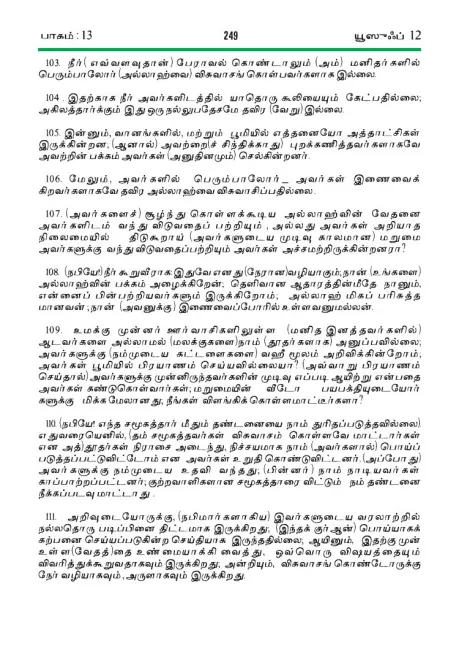 பாகம் : 13 249 யூஸுஃப் 12
103. நீர் ( எவ்வளவுதான் ) பேராவல் கொண்டாலும் (அம்) மனிதர்களில்
பெரும்பாலோர் (அல்லாஹ்வை) விசுவாசங் கொள்பவர்களாக இல்லை.
104 . இதற்காக நீர் அவர்களிடத்தில் யாதொரு கூலியையும் கேட்பதில்லை;
அகிலத்தார்க்கும் இது ஒரு நல்லுபதேசமே தவிர (வேறு) இல்லை.
105. இன்னும், வானங்களில், மற்றும் பூமியில் எத்தனையோ அத்தாட்சிகள்
இருக்கின்றன; (ஆனால்) அவற்றை(ச் சிந்திக்காது) புறக்கணித்தவர்களாகவே
அவற்றின் பக்கம் அவர்கள் (அனுதினமும்) செல்கின்றனர்.
106. மேலும், அவர்களில் பெரும்பாலோர் _ அவர்கள் இணைவைக்
கிறவர்களாகவே தவிர அல்லாஹ்வை விசுவாசிப்பதில்லை .
107. (அவர்களைச் ) சூழ்ந்து கொள்ளக்கூடிய அல்லாஹ்வின் வேதனை
அவர்களிடம் வந்து விடுவதைப் பற்றியும் , அல்லது அவர்கள் அறியாத
நிலைமையில் திடுகூறாய் (அவர்களுடைய முடிவு காலமான) மறுமை
அவர்களுக்கு வந்து விடுவதைப்பற்றியும் அவர்கள் அச்சமற்றிருக்கின்றனரா?
108. (நபியே!) நீர் கூறுவீராக: இதுவே எனது (நேரான) வழியாகும்; நான் (உங்களை)
அல்லாஹ்வின் பக்கம் அழைக்கிறேன்; தெளிவான ஆதாரத்தின்மீதே நானும்,
என்னைப் பின்பற்றியவர்களும் இருக்கிறோம்; அல்லாஹ் மிகப் பரிசுத்த
மானவன் ; நான் (அவனுக்கு) இணைவைப்போரில் உள்ளவனுமல்லன்.
109. உமக்கு முன்னர் ஊர்வாசிகளிலுள்ள (மனித இனத்தவர்களில்)
ஆடவர்களை அல்லாமல் (மலக்குகளை) நாம் (தூதர்களாக) அனுப்பவில்லை;
அவர்களுக்கு (நம்முடைய கட்டளைகளை) வஹீ மூலம் அறிவிக்கின்றோம்;
அவர்கள் பூமியில் பிரயாணம் செய்யவில்லையா? (அவ்வாறு பிரயாணம்
செய்தால்) அவர்களுக்கு முன்னிருந்தவர்களின் முடிவு எப்படி ஆயிற்று என்பதை
அவர்கள் கண்டுகொள்வார்கள்; மறுமையின் வீடோ பயபக்தியுடையோர்
களுக்கு மிக்க மேலானது; நீங்கள் விளங்கிக் கொள்ளமாட்டீர்களா?
110. (நபியே! எந்த சமூகத்தார் மீதும் தண்டனையை நாம் துரிதப்படுத்தவில்லை)
எதுவரையெனில், (தம் சமூகத்தவர்கள் விசுவாசம் கொள்ளவே மாட்டார்கள்
என அத்)தூதர்கள் நிராசை அடைந்து, நிச்சயமாக நாம் (அவர்களால்) பொய்ப்
படுத்தப்பட்டுவிட்டோம் என அவர்கள் உறுதி கொண்டுவிட்டனர். (அப்போது)
அவர்களுக்கு நம்முடைய உதவி வந்தது; (பின்னர் ) நாம் நாடியவர்கள்
காப்பாற்றப்பட்டனர்; குற்றவாளிகளான சமூகத்தாரை விட்டும் நம் தண்டனை
நீக்கப்படவு மாட்டாது .
111. அறிவுடையோருக்கு, (நபிமார்களாகிய) இவர்களுடைய வரலாற்றில்
நல்லதொரு படிப்பினை திட்டமாக இருக்கிறது; (இந்தக் குர்ஆன்) பொய்யாகக்
கற்பனை செய்யப்படுகின்ற செய்தியாக இருந்ததில்லை; ஆயினும், இதற்கு முன்
உள்ள (வேதத்)தை உண்மையாக்கி வைத்து, ஒவ்வொரு விஷயத்தையும்
விவரித்துக் கூறுவதாகவும் இருக்கிறது; அன்றியும், விசுவாசங் கொண்டோருக்கு
நேர் வழியாகவும் , அருளாகவும் இருக்கிறது.